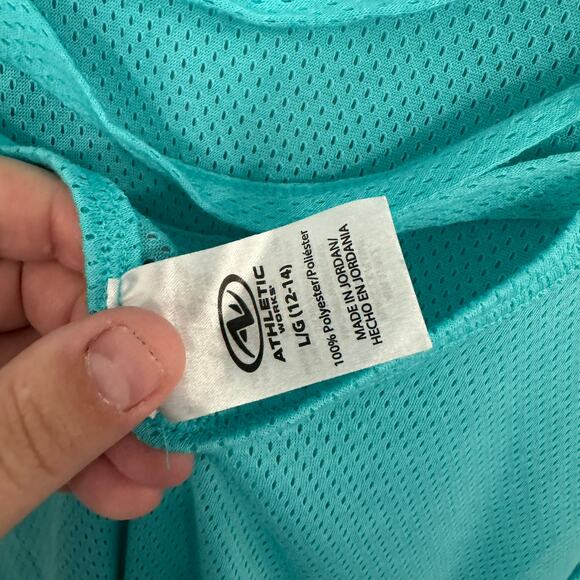 ATHLETIC
WORKS®
L/G (12-14)
100% Polyester/Poliéster
MADE IN JORDAN/
HECHO EN JORDANIA